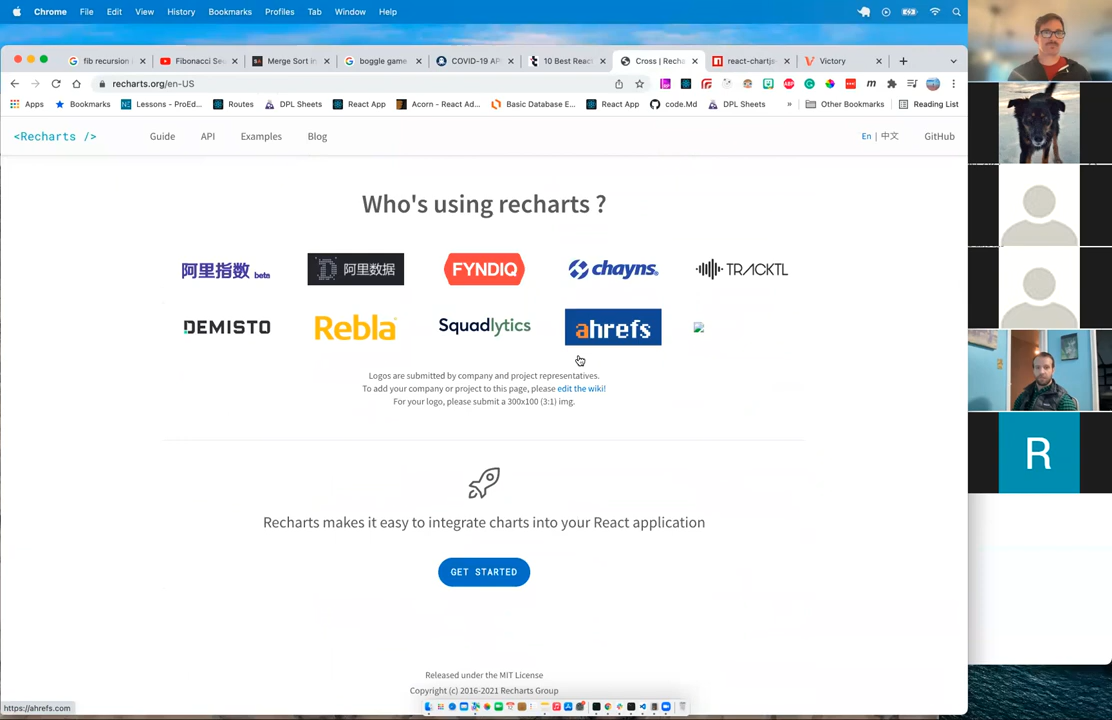 Chrome File Edit View History Bookmarks Profiles Tab Window Help
fib recursion Fibonacci Se Merge Sort in boggle game COVID-19 AP 10 Best Reac Cross | Recha react-chartjs Victory
recharts.org/en-US
Apps Bookmarks Lessons - ProEd... Routes DPL Sheets React App Acorn - React Ad... Basic Database E... React App code.Md DPL Sheets » Other Bookmarks Reading List
<Recharts /> Guide API Examples Blog En | 中文 GitHub
Who's using recharts ?
阿里指数 beta 阿里数据 FYNDIQ chayns. TRACKTL
DEMISTO Rebla Squadlytics ahrefs
Logos are submitted by company and project representatives.
To add your company or project to this page, please edit the wiki!
For your logo, please submit a 300x100 (3:1) img.
Recharts makes it easy to integrate charts into your React application
GET STARTED
Released under the MIT License
Copyright (c) 2016-2021 Recharts Group
https://ahrefs.com
R